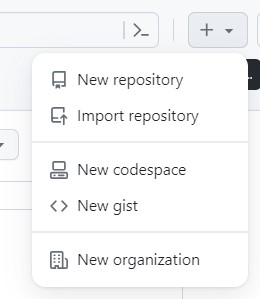 New repository
Import repository
New codespace
New gist
New organization